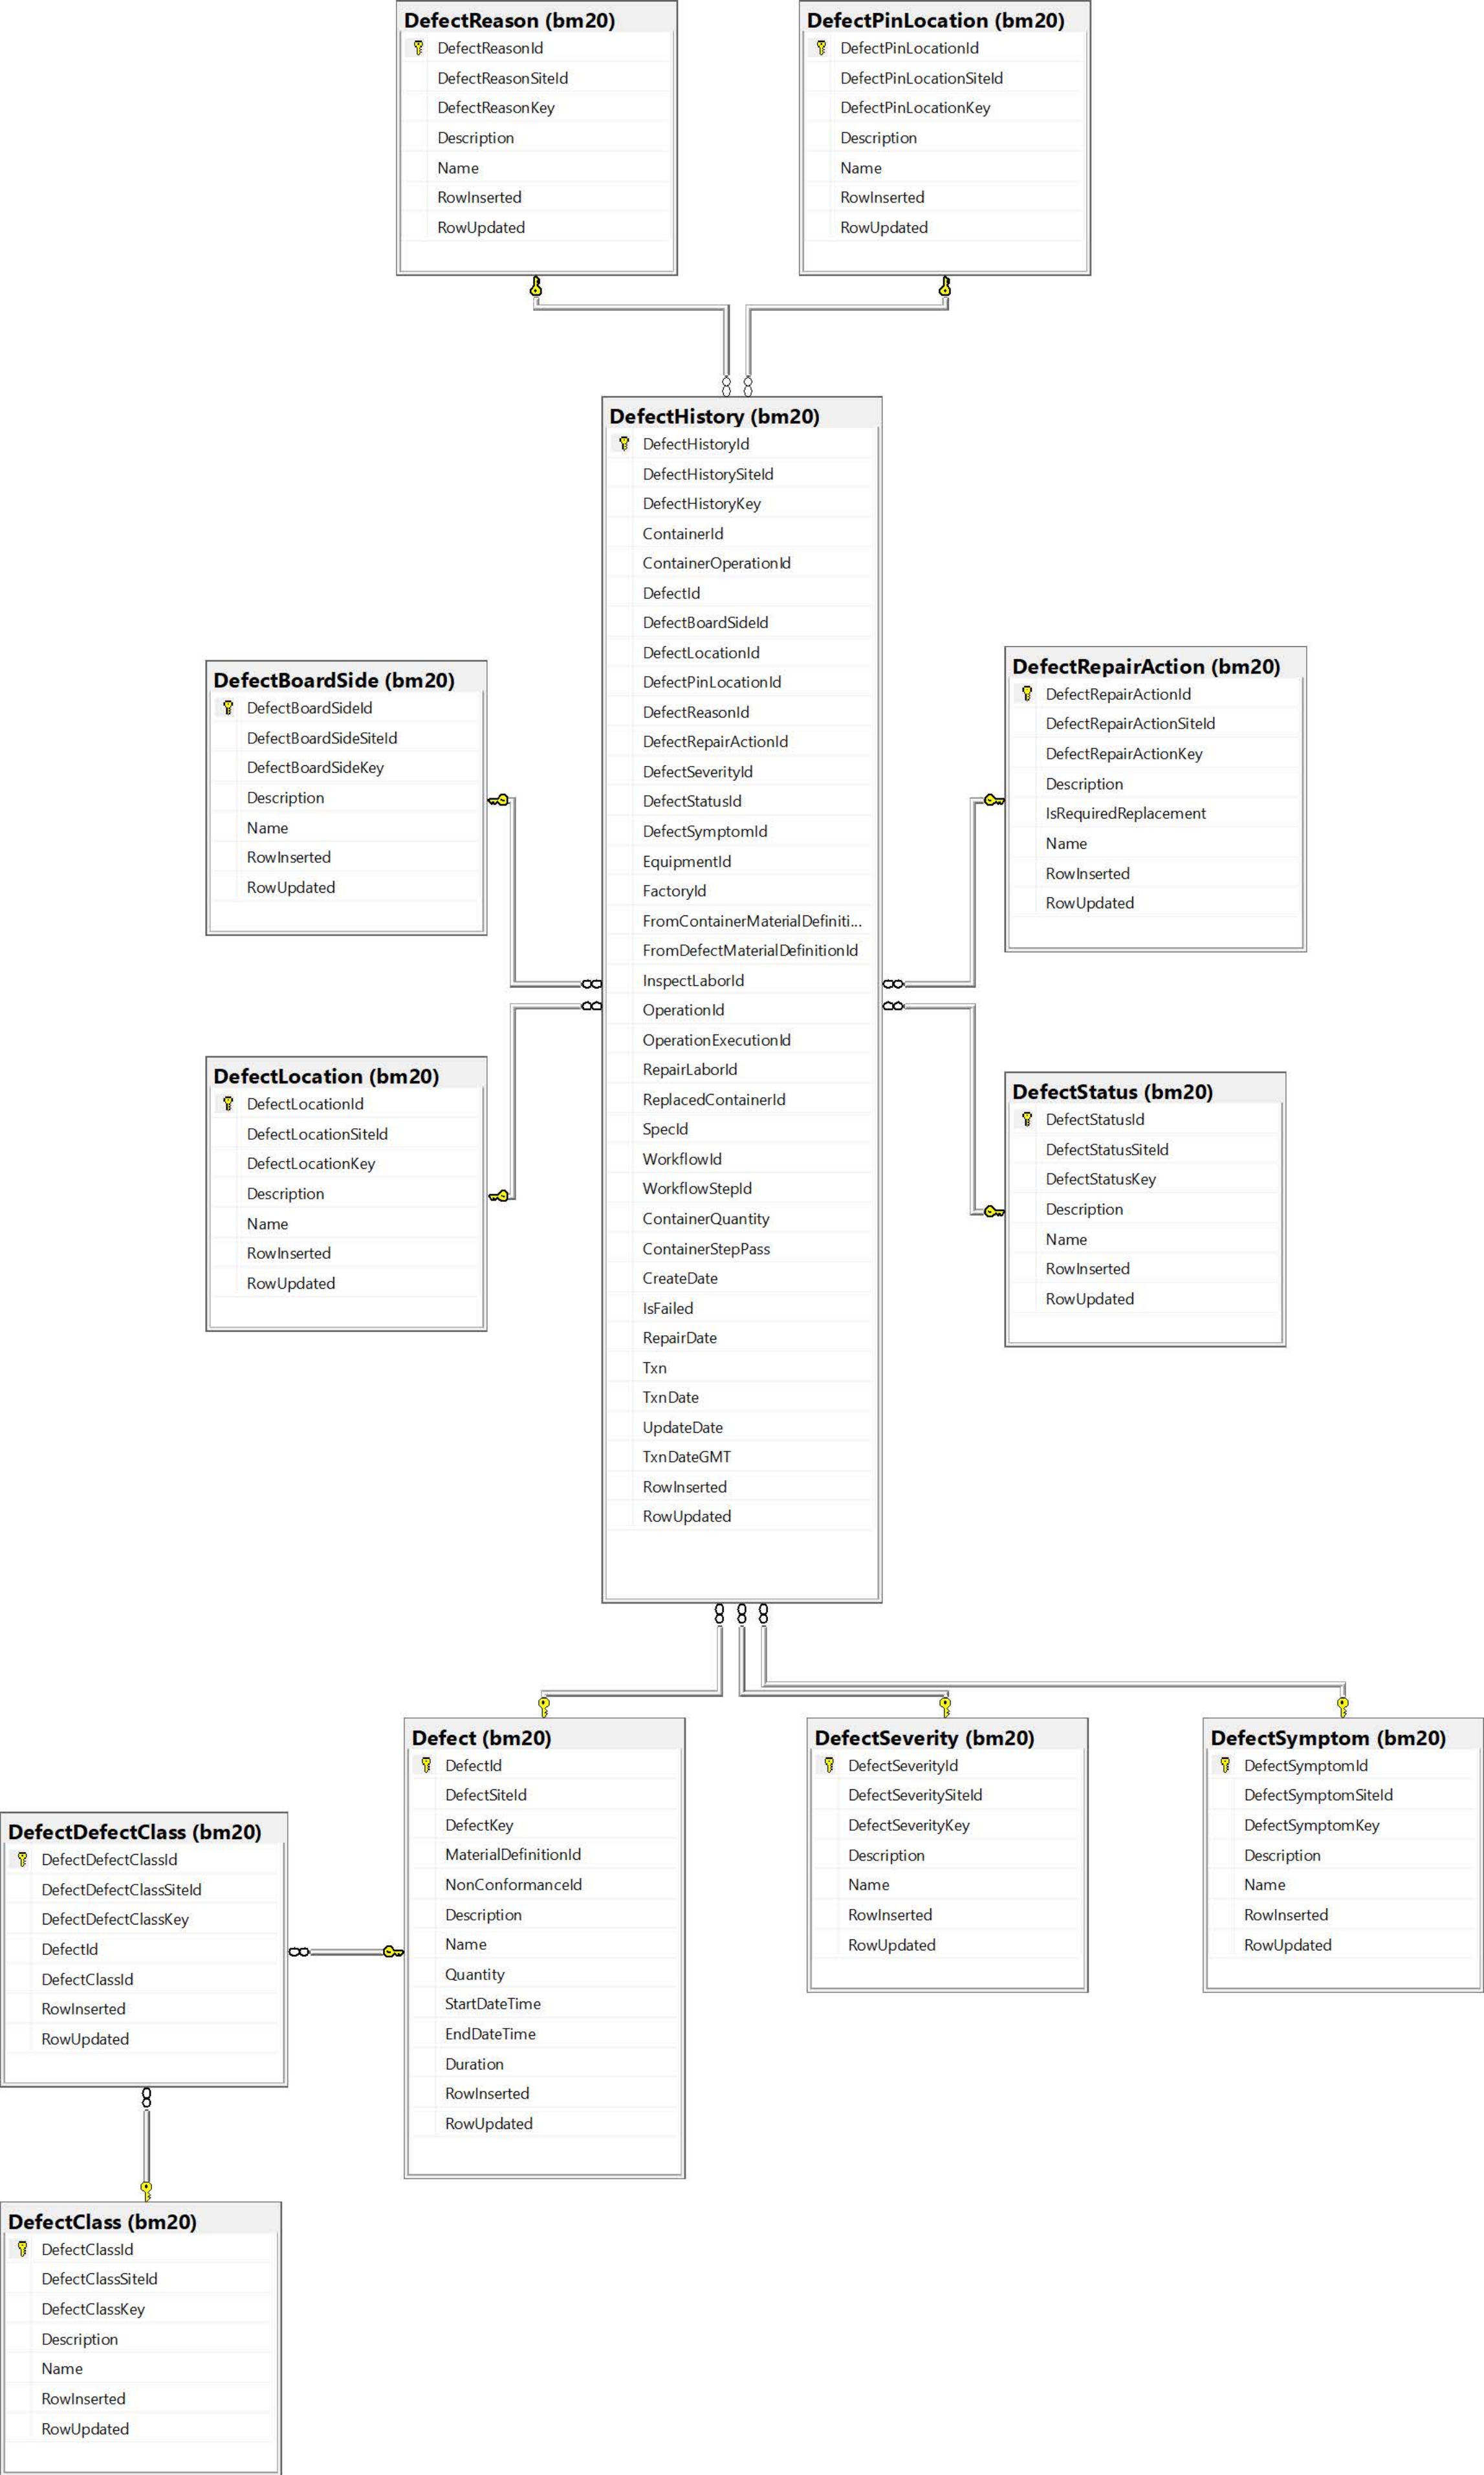 DefectReason (bm20)
DefectReasonId
DefectReasonSiteId
DefectReasonKey
Description
Name
RowInserted
RowUpdated
DefectPinLocation (bm20)
DefectPinLocationId
DefectPinLocationSiteId
DefectPinLocationKey
Description
Name
RowInserted
RowUpdated
DefectHistory (bm20)
DefectHistoryId
DefectHistorySiteId
DefectHistoryKey
ContainerId
ContainerOperationId
DefectId
DefectBoardSideId
DefectLocationId
DefectPinLocationId
DefectReasonId
DefectRepairActionId
DefectSeverityId
DefectStatusId
DefectSymptomId
EquipmentId
FactoryId
FromContainerMaterialDefiniti...
FromDefectMaterialDefinitionId
InspectLaborId
OperationId
OperationExecutionId
RepairLaborId
ReplacedContainerId
SpecId
WorkflowId
WorkflowStepId
ContainerQuantity
ContainerStepPass
CreateDate
IsFailed
RepairDate
Txn
TxnDate
UpdateDate
TxnDateGMT
RowInserted
RowUpdated
DefectBoardSide (bm20)
DefectBoardSideId
DefectBoardSideSiteId
DefectBoardSideKey
Description
Name
RowInserted
RowUpdated
DefectRepairAction (bm20)
DefectRepairActionId
DefectRepairActionSiteId
DefectRepairActionKey
Description
IsRequiredReplacement
Name
RowInserted
RowUpdated
DefectLocation (bm20)
DefectLocationId
DefectLocationSiteId
DefectLocationKey
Description
Name
RowInserted
RowUpdated
DefectStatus (bm20)
DefectStatusId
DefectStatusSiteId
DefectStatusKey
Description
Name
RowInserted
RowUpdated
Defect (bm20)
DefectId
DefectSiteId
DefectKey
MaterialDefinitionId
NonConformanceId
Description
Name
Quantity
StartDateTime
EndDateTime
Duration
RowInserted
RowUpdated
DefectSeverity (bm20)
DefectSeverityId
DefectSeveritySiteId
DefectSeverityKey
Description
Name
RowInserted
RowUpdated
DefectSymptom (bm20)
DefectSymptomId
DefectSymptomSiteId
DefectSymptomKey
Description
Name
RowInserted
RowUpdated
DefectDefectClass (bm20)
DefectDefectClassId
DefectDefectClassSiteId
DefectDefectClassKey
DefectId
DefectClassId
RowInserted
RowUpdated
DefectClass (bm20)
DefectClassId
DefectClassSiteId
DefectClassKey
Description
Name
RowInserted
RowUpdated